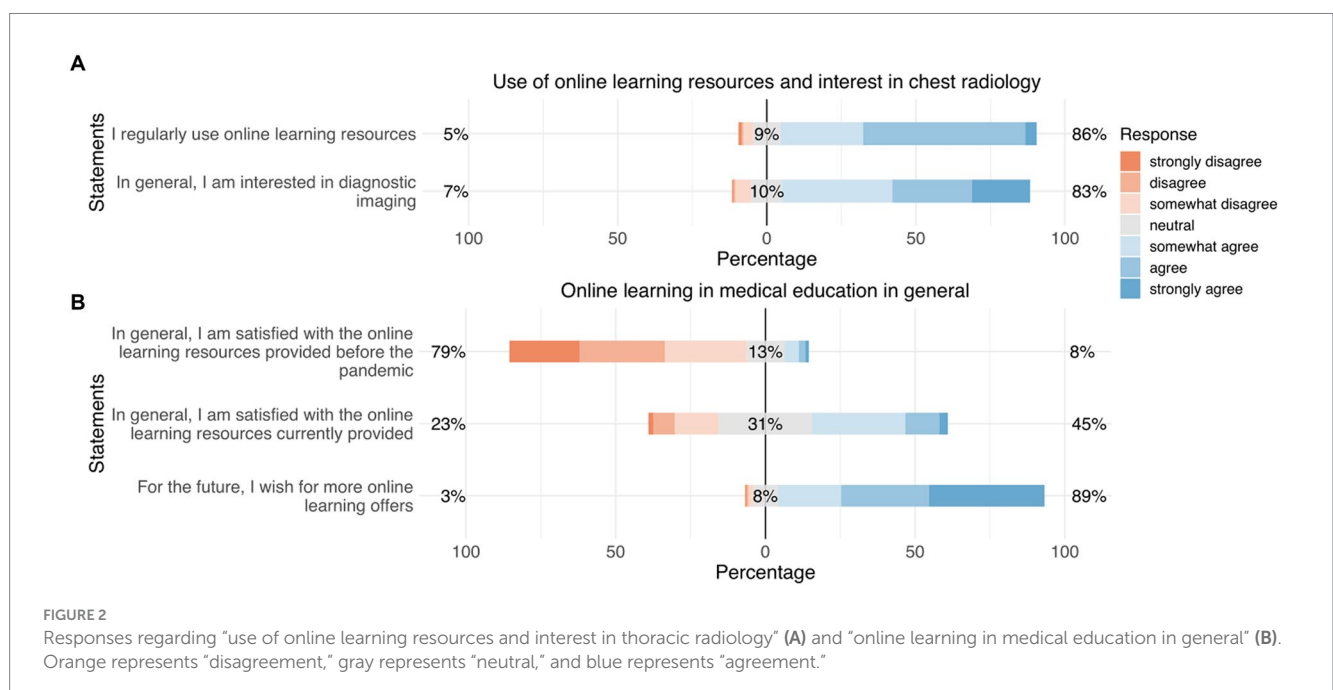 A
Use of online learning resources and interest in chest radiology
Statements
I regularly use online learning resources
5%
9%
86%
In general, I am interested in diagnostic
imaging
7%
10%
83%
100
50
0
50
100
Percentage
Response
strongly disagree
disagree
somewhat disagree
neutral
somewhat agree
agree
strongly agree
B
Online learning in medical education in general
Statements
In general, I am satisfied with the online
learning resources provided before the
pandemic
79%
13%
8%
In general, I am satisfied with the online
learning resources currently provided
23%
31%
45%
For the future, I wish for more online
learning offers
3%
8%
89%
100
50
0
50
100
Percentage
FIGURE 2
Responses regarding “use of online learning resources and interest in thoracic radiology” (A) and “online learning in medical education in general” (B).
Orange represents “disagreement,” gray represents “neutral,” and blue represents “agreement.”